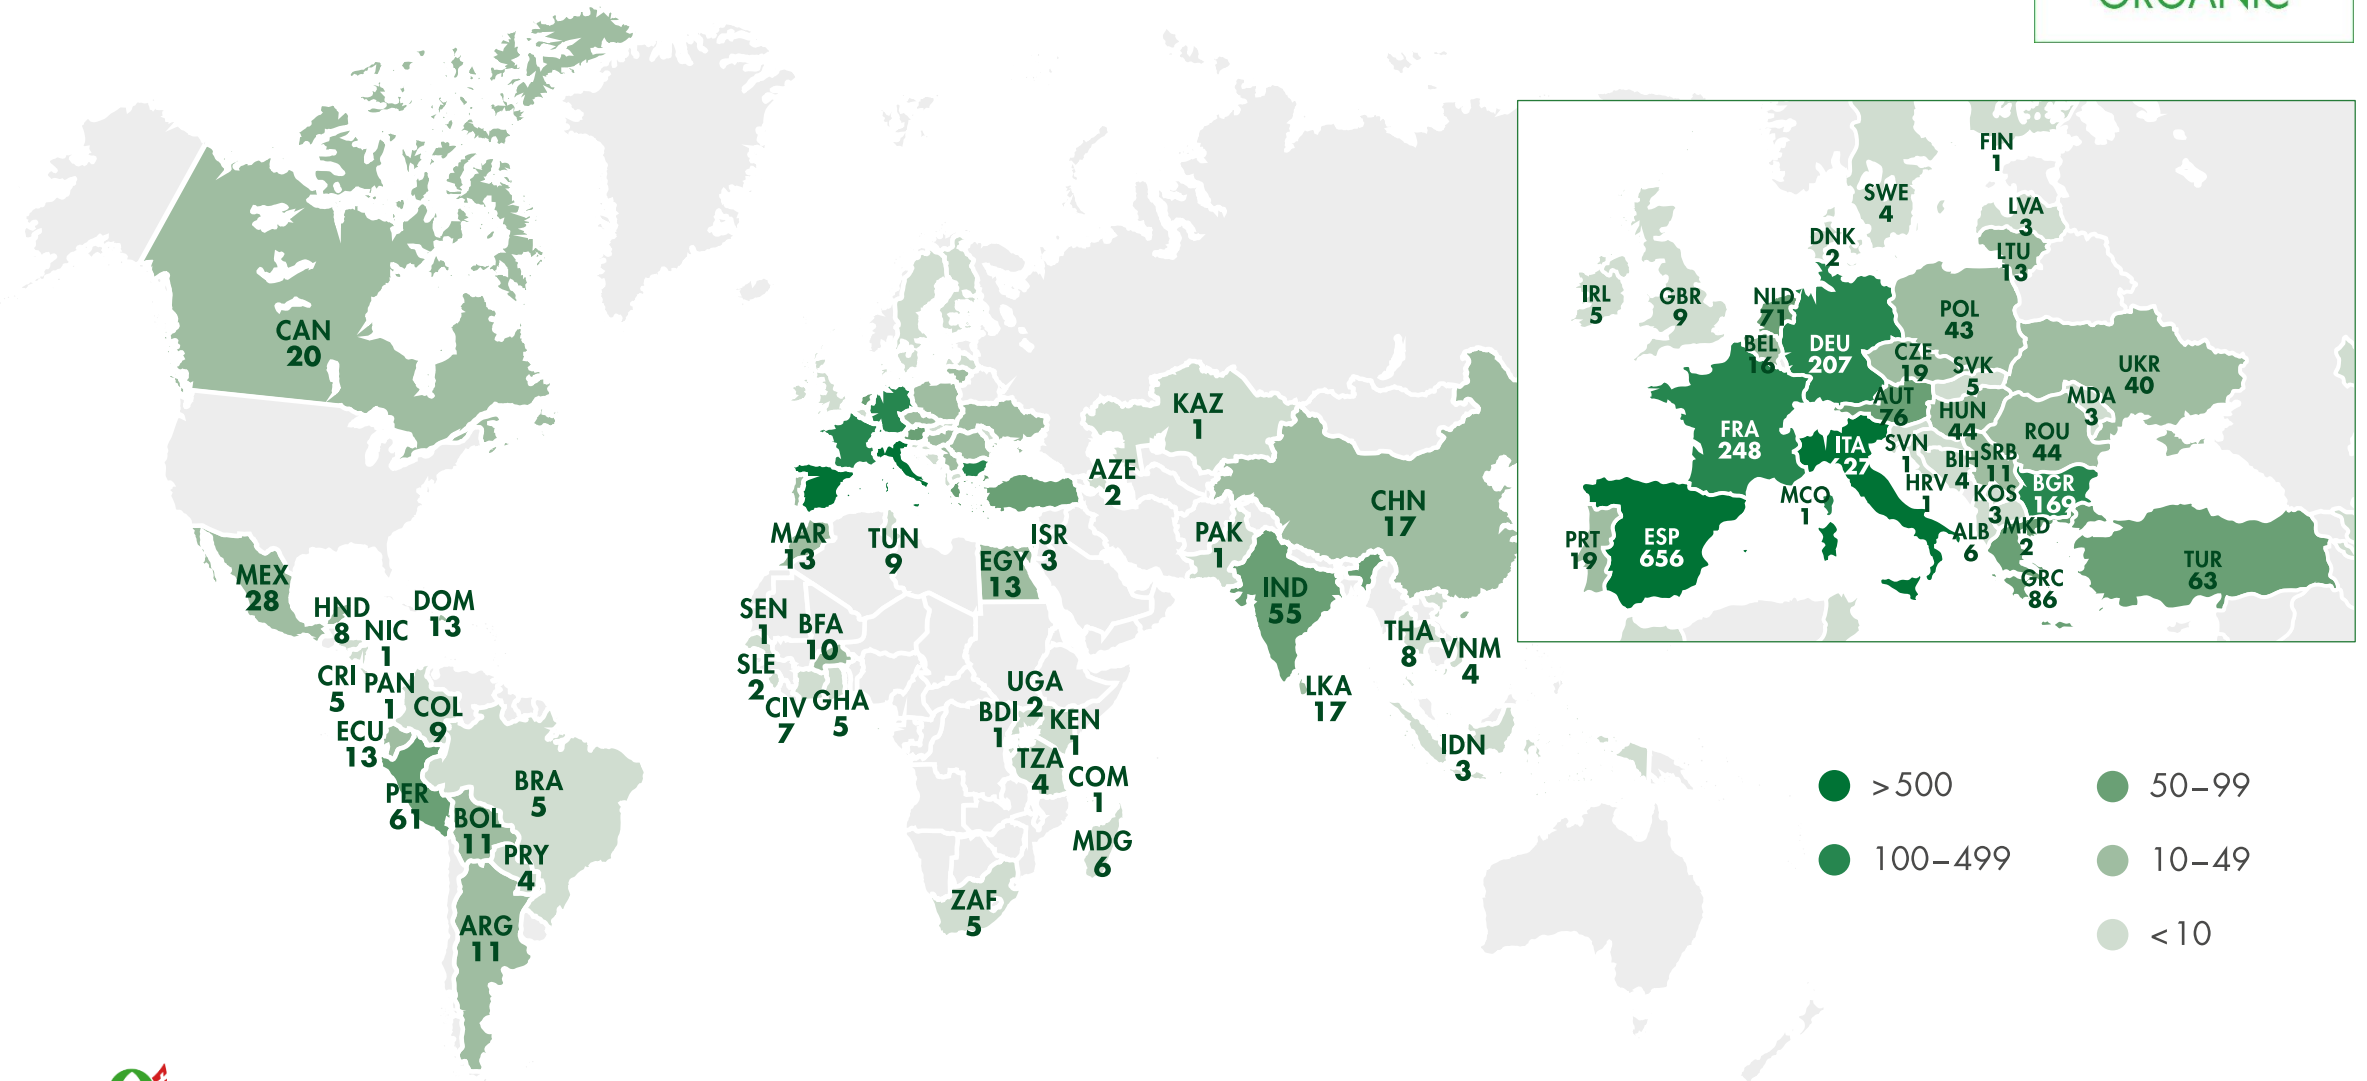 ORGANIC
FIN
1
SWE
4
LVA
3
DNK
2
LTU
13
IRL
5
GBR
9
NLD
71
POL
43
BEL
16
DEU
207
CZE
19
SVK
5
UKR
40
AUT
76
HUN
44
MDA
3
FRA
248
ITA
627
SVN
1
ROU
44
BIH
4
SRB
11
HRV
1
KOS
3
BGR
169
MCO
1
ALB
6
MKD
2
PRT
19
ESP
656
GRC
86
TUR
63
CAN
20
KAZ
1
AZE
2
CHN
17
MAR
13
TUN
9
ISR
3
EGY
13
PAK
1
IND
55
MEX
28
HND
8
NIC
1
DOM
13
SEN
1
BFA
10
THA
8
VNM
4
SLE
2
CIV
7
GHA
5
UGA
2
BDI
1
KEN
1
LKA
17
CRI
5
PAN
1
COL
9
ECU
13
TZA
4
COM
1
IDN
3
PER
61
BRA
5
BOL
11
PRY
4
MDG
6
ARG
11
ZAF
5
>500
50–99
100–499
10–49
<10